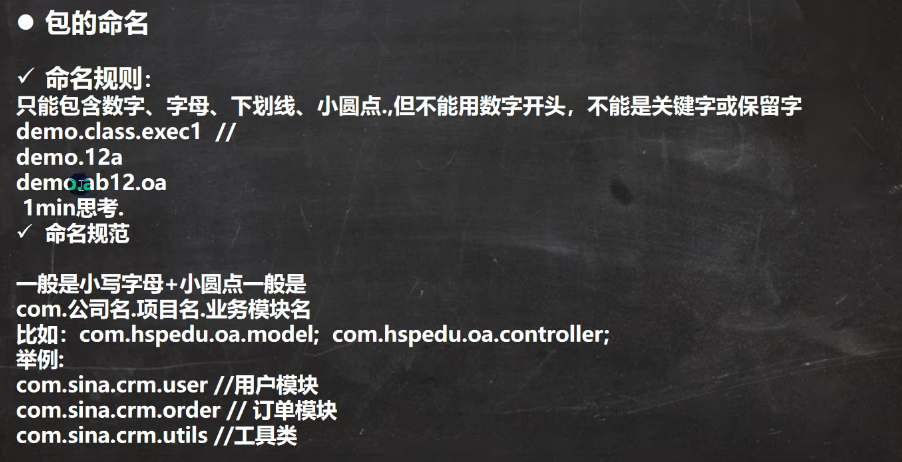 ● 包的命名
✓ 命名规则：
只能包含数字、字母、下划线、小圆点.,但不能用数字开头，不能是关键字或保留字
demo.class.exec1 //
demo.12a
demo.ab12.oa
1min思考.
✓ 命名规范
一般是小写字母+小圆点一般是
com.公司名.项目名.业务模块名
比如：com.hspedu.oa.model; com.hspedu.oa.controller;
举例:
com.sina.crm.user //用户模块
com.sina.crm.order // 订单模块
com.sina.crm.utils //工具类